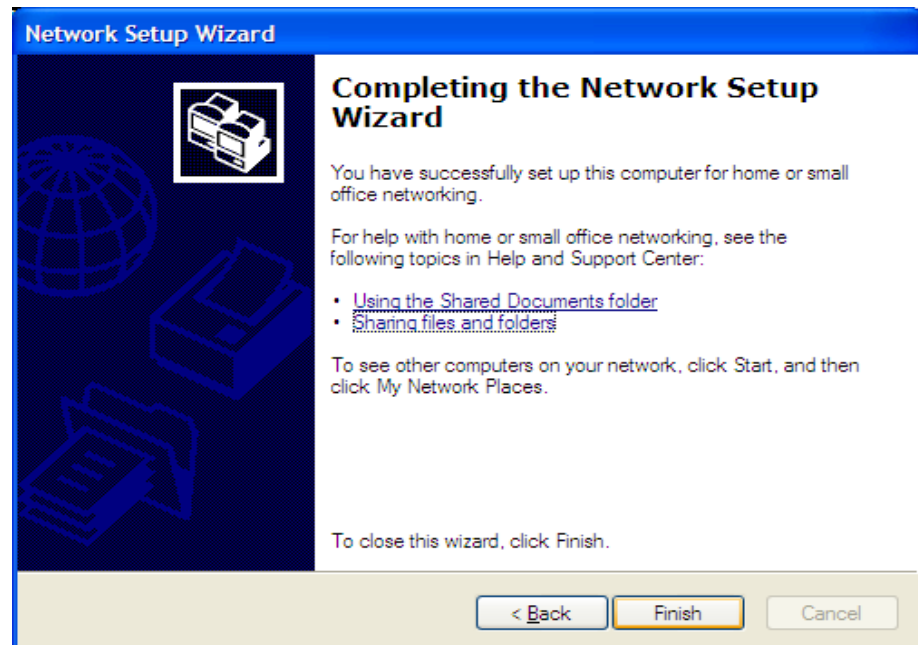 Network Setup Wizard
Completing the Network Setup
Wizard
You have successfully set up this computer for home or small
office networking.
For help with home or small office networking, see the
following topics in Help and Support Center:
• Using the Shared Documents folder
• Sharing files and folders
To see other computers on your network, click Start, and then
click My Network Places.
To close this wizard, click Finish.
< Back Finish Cancel